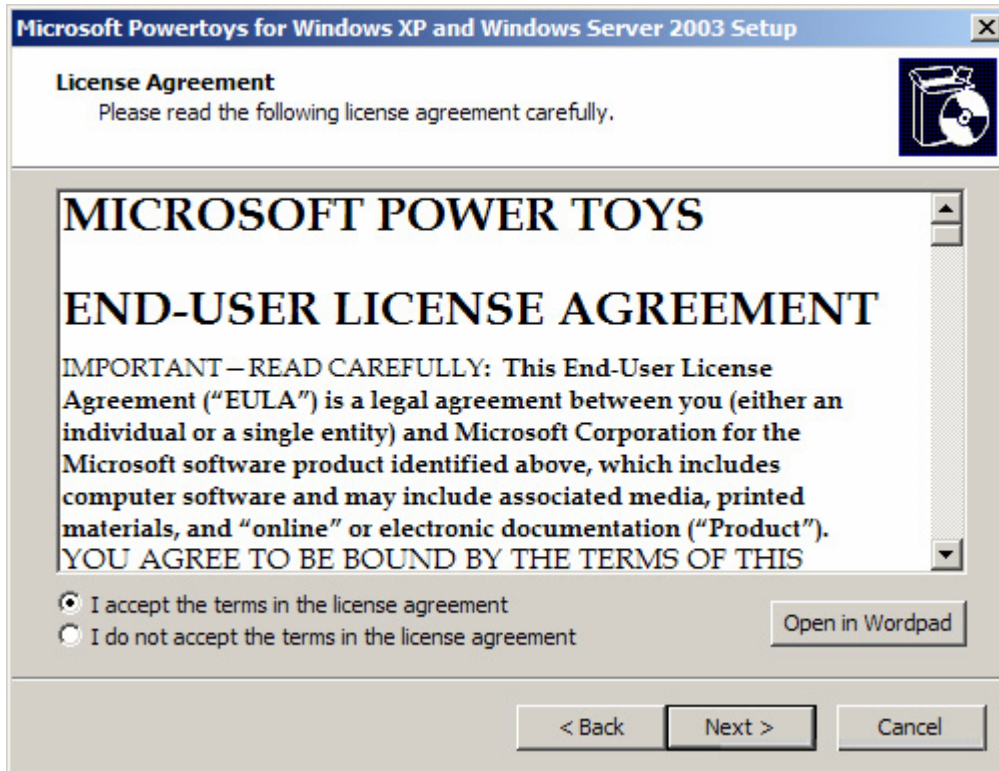 Microsoft Powertoys for Windows XP and Windows Server 2003 Setup
License Agreement
Please read the following license agreement carefully.
MICROSOFT POWER TOYS
END-USER LICENSE AGREEMENT
IMPORTANT—READ CAREFULLY: This End-User License
Agreement (“EULA”) is a legal agreement between you (either an
individual or a single entity) and Microsoft Corporation for the
Microsoft software product identified above, which includes
computer software and may include associated media, printed
materials, and “online” or electronic documentation (“Product”).
YOU AGREE TO BE BOUND BY THE TERMS OF THIS
I accept the terms in the license agreement
I do not accept the terms in the license agreement
Open in Wordpad
< Back
Next >
Cancel